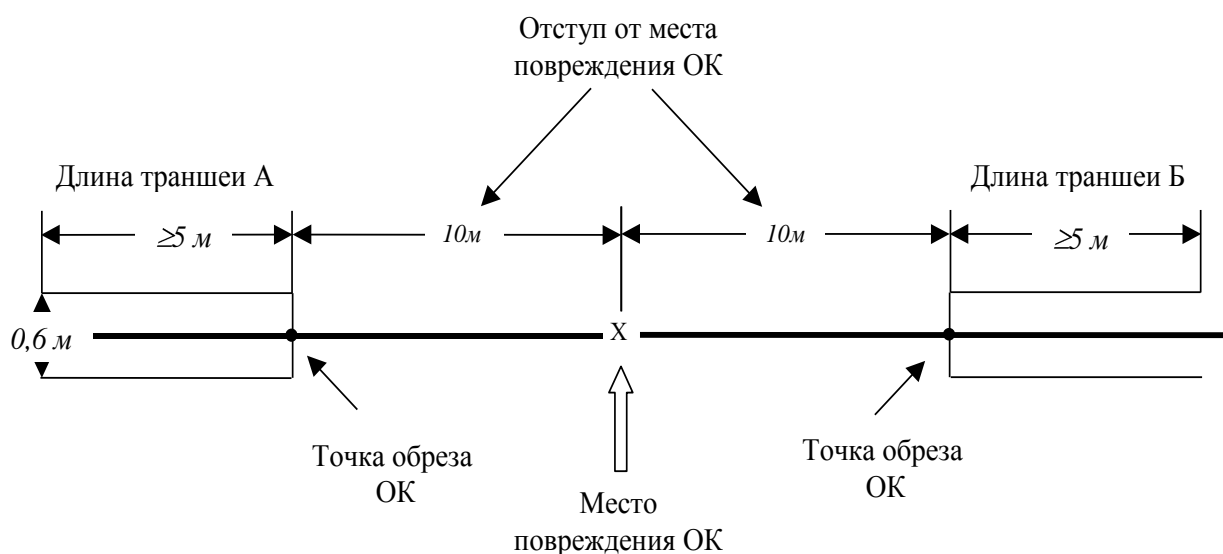 Отступ от места
повреждения ОК
Длина траншеи А
Длина траншеи Б
≥5 м
10м
10м
≥5 м
0,6 м
Х
Точка обреза
ОК
Место
повреждения ОК
Точка обреза
ОК